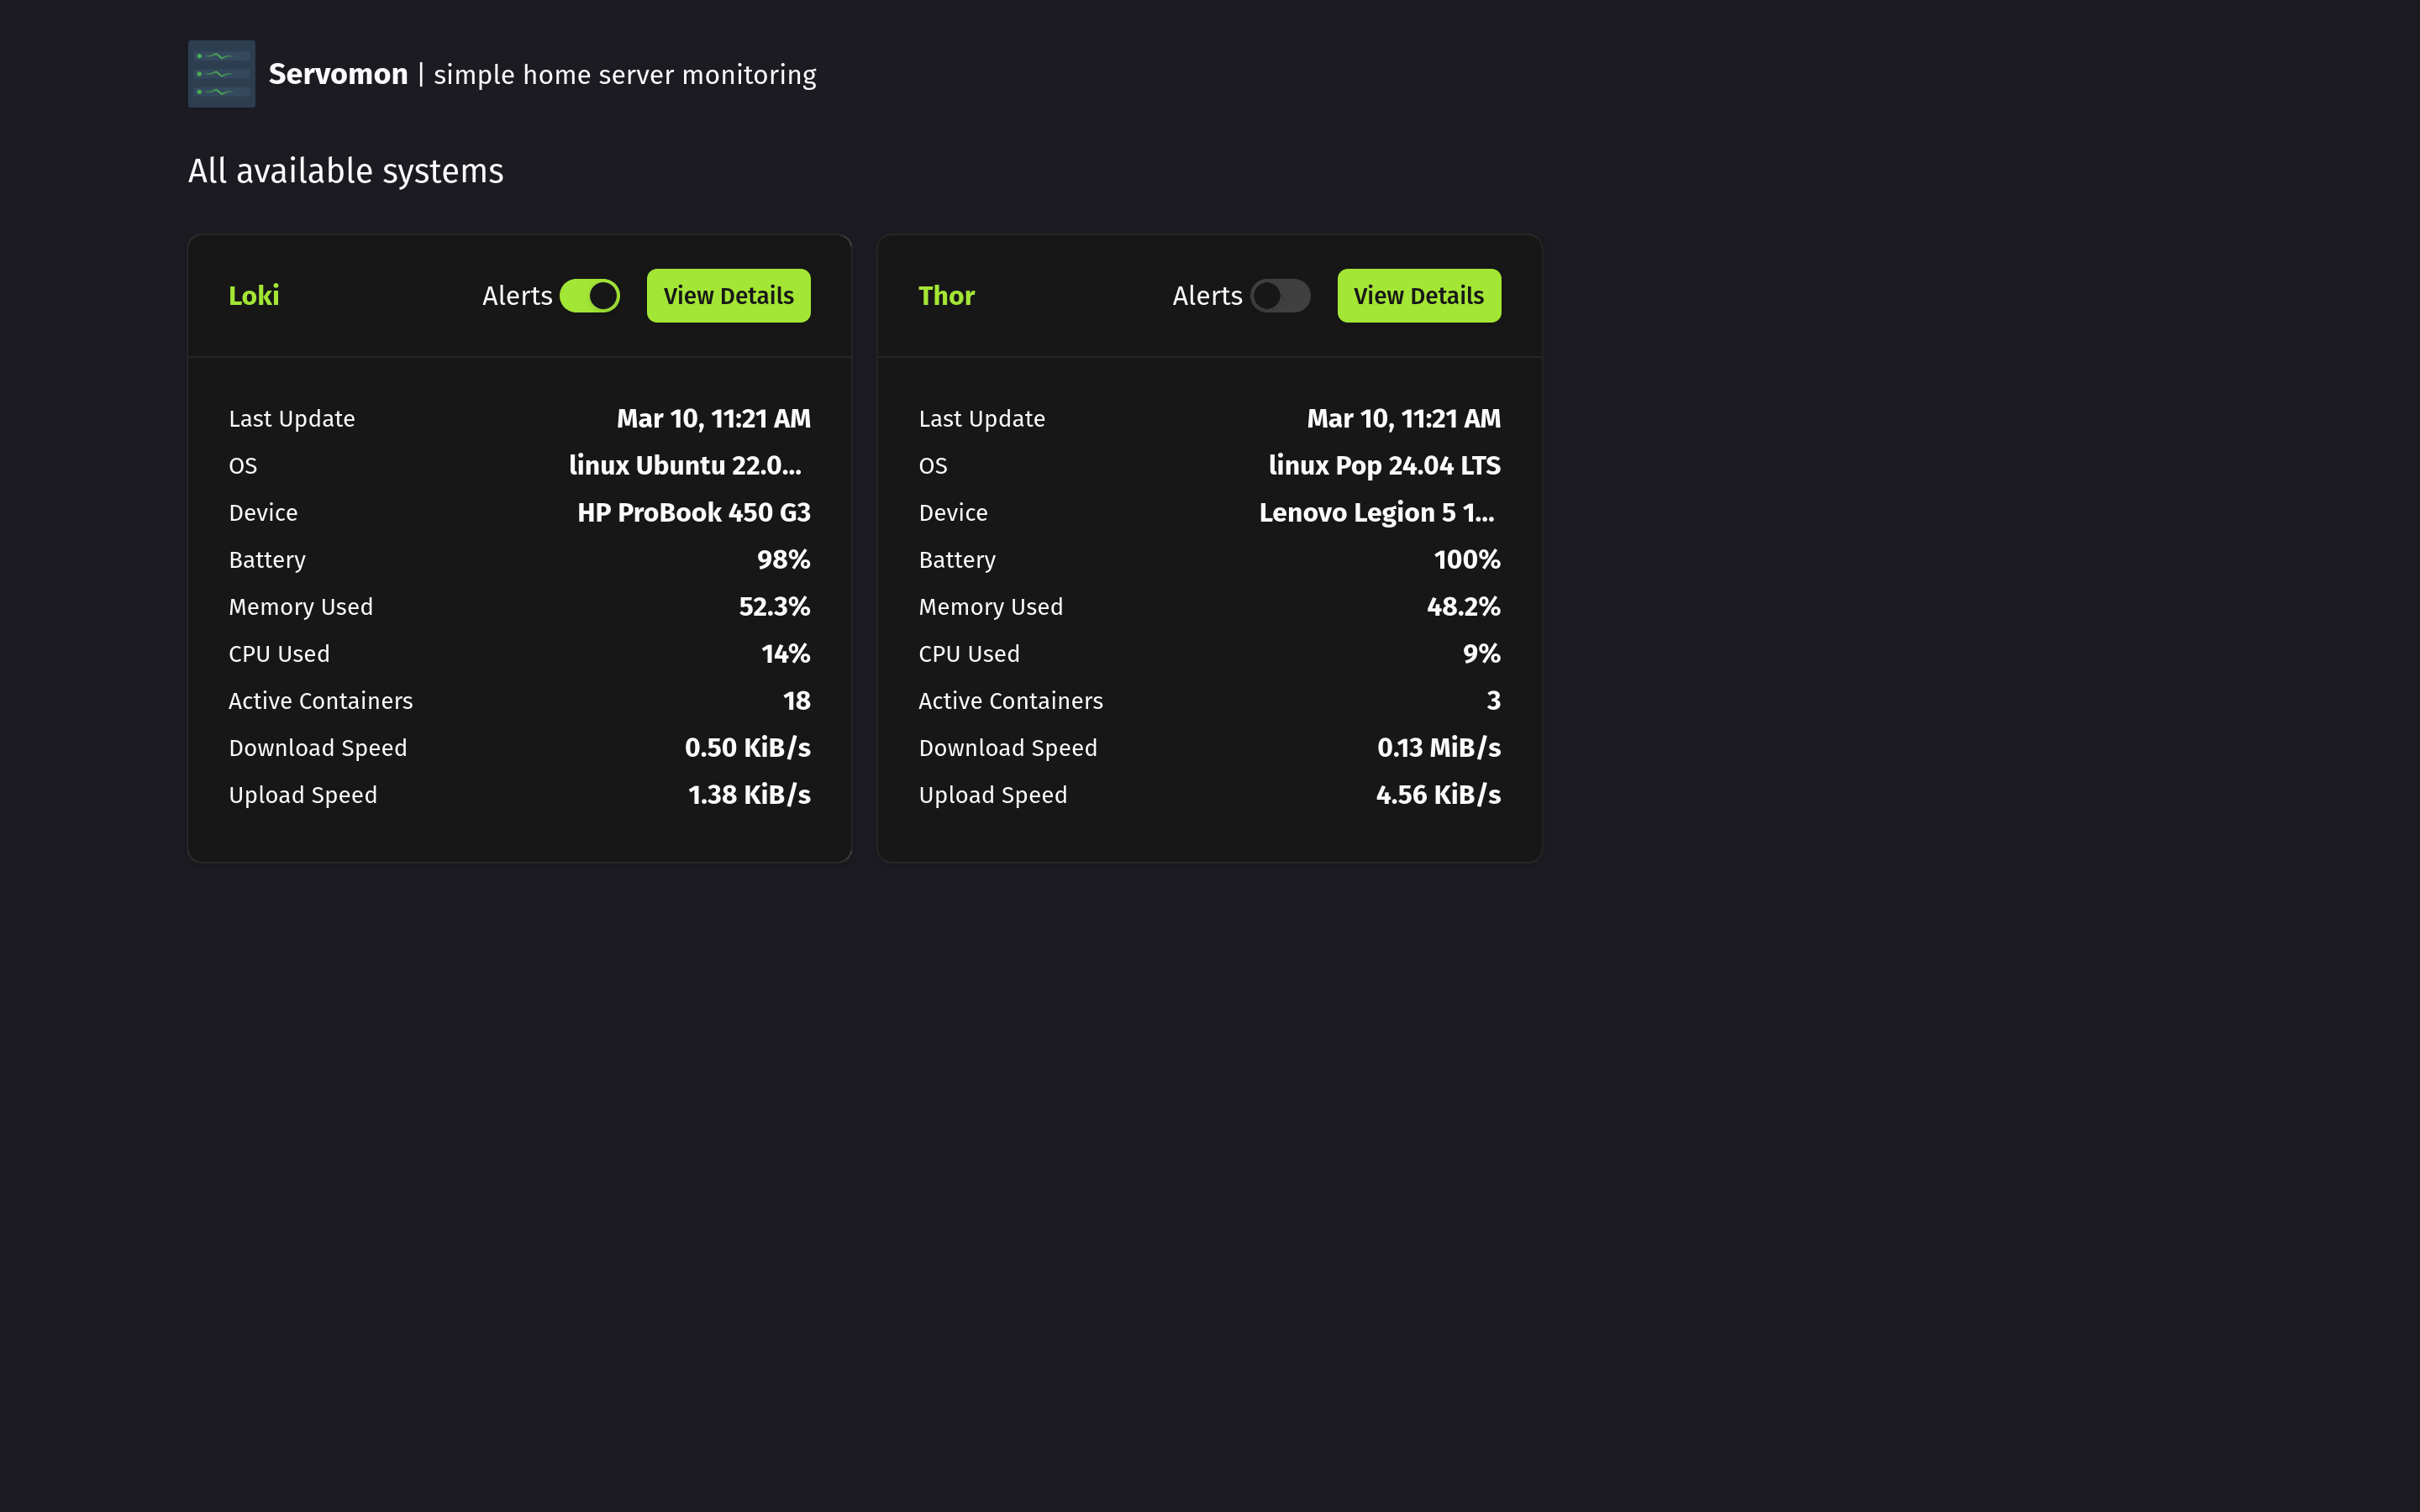 Servomon | simple home server monitoring
All available systems
Loki Alerts View Details
Last Update Mar 10, 11:21 AM
OS linux Ubuntu 22.0...
Device HP ProBook 450 G3
Battery 98%
Memory Used 52.3%
CPU Used 14%
Active Containers 18
Download Speed 0.50 KiB/s
Upload Speed 1.38 KiB/s
Thor Alerts View Details
Last Update Mar 10, 11:21 AM
OS linux Pop 24.04 LTS
Device Lenovo Legion 5 1...
Battery 100%
Memory Used 48.2%
CPU Used 9%
Active Containers 3
Download Speed 0.13 MiB/s
Upload Speed 4.56 KiB/s